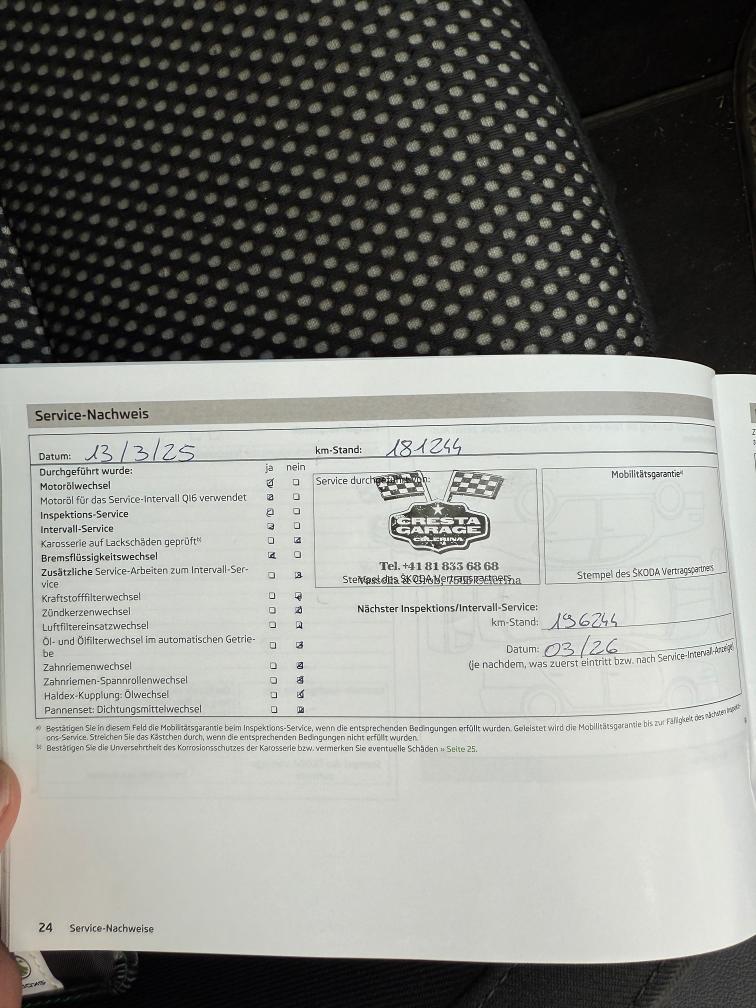 Service-Nachweis
Datum: 13/3/25 km-Stand: 181244
Durchgeführt wurde: ja nein
Motorölwechsel
Motoröl für das Service-Intervall QI6 verwendet
Inspektions-Service
Intervall-Service
Karosserie auf Lackschäden geprüft b)
Bremsflüssigkeitswechsel
Zusätzliche Service-Arbeiten zum Intervall-Ser-
vice
Kraftstofffilterwechsel
Zündkerzenwechsel
Luftfiltereinsatzwechsel
Öl- und Ölfilterwechsel im automatischen Getrie-
be
Zahnriemenwechsel
Zahnriemen-Spannrollenwechsel
Haldex-Kupplung: Ölwechsel
Pannenset: Dichtungsmittelwechsel
Service durchgeführt von:
CRESTA
GARAGE
CELERINA
Tel. +41 81 833 68 68
Stempel des ŠKODA Vertragspartners
Celerina
Mobilitätsgarantie a)
Stempel des ŠKODA Vertragspartners
Nächster Inspektions/Intervall-Service:
km-Stand: 196244
Datum: 03/26
(je nachdem, was zuerst eintritt bzw. nach Service-Intervall-Anzeige)
a) Bestätigen Sie in diesem Feld die Mobilitätsgarantie beim Inspektions-Service, wenn die entsprechenden Bedingungen erfüllt wurden. Geleistet wird die Mobilitätsgarantie bis zur Fälligkeit des nächsten Inspekti-
ons-Service. Streichen Sie das Kästchen durch, wenn die entsprechenden Bedingungen nicht erfüllt wurden.
b) Bestätigen Sie die Unversehrtheit des Korrosionsschutzes der Karosserie bzw. vermerken Sie eventuelle Schäden » Seite 25.
24 Service-Nachweise